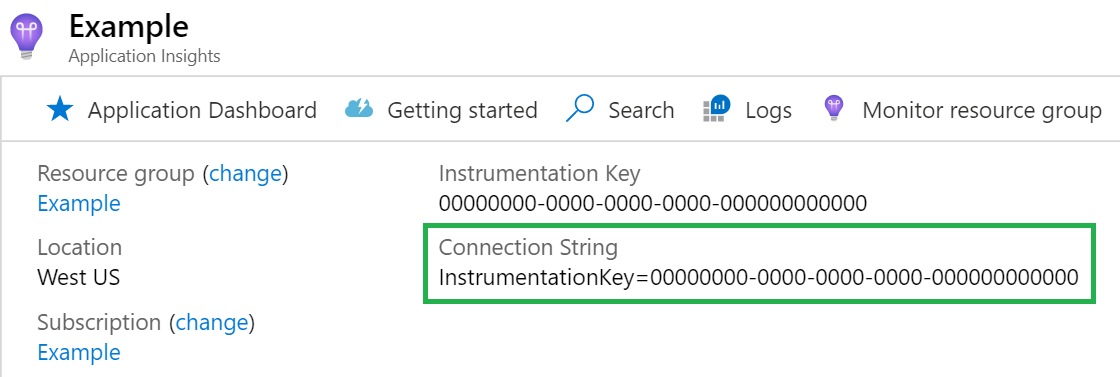 Example
Application Insights
Application Dashboard Getting started Search Logs Monitor resource group
Resource group (change)
Example
Instrumentation Key
00000000-0000-0000-0000-000000000000
Location
West US
Connection String
InstrumentationKey=00000000-0000-0000-0000-000000000000
Subscription (change)
Example